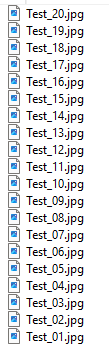 Test_20.jpg
Test_19.jpg
Test_18.jpg
Test_17.jpg
Test_16.jpg
Test_15.jpg
Test_14.jpg
Test_13.jpg
Test_12.jpg
Test_11.jpg
Test_10.jpg
Test_09.jpg
Test_08.jpg
Test_07.jpg
Test_06.jpg
Test_05.jpg
Test_04.jpg
Test_03.jpg
Test_02.jpg
Test_01.jpg